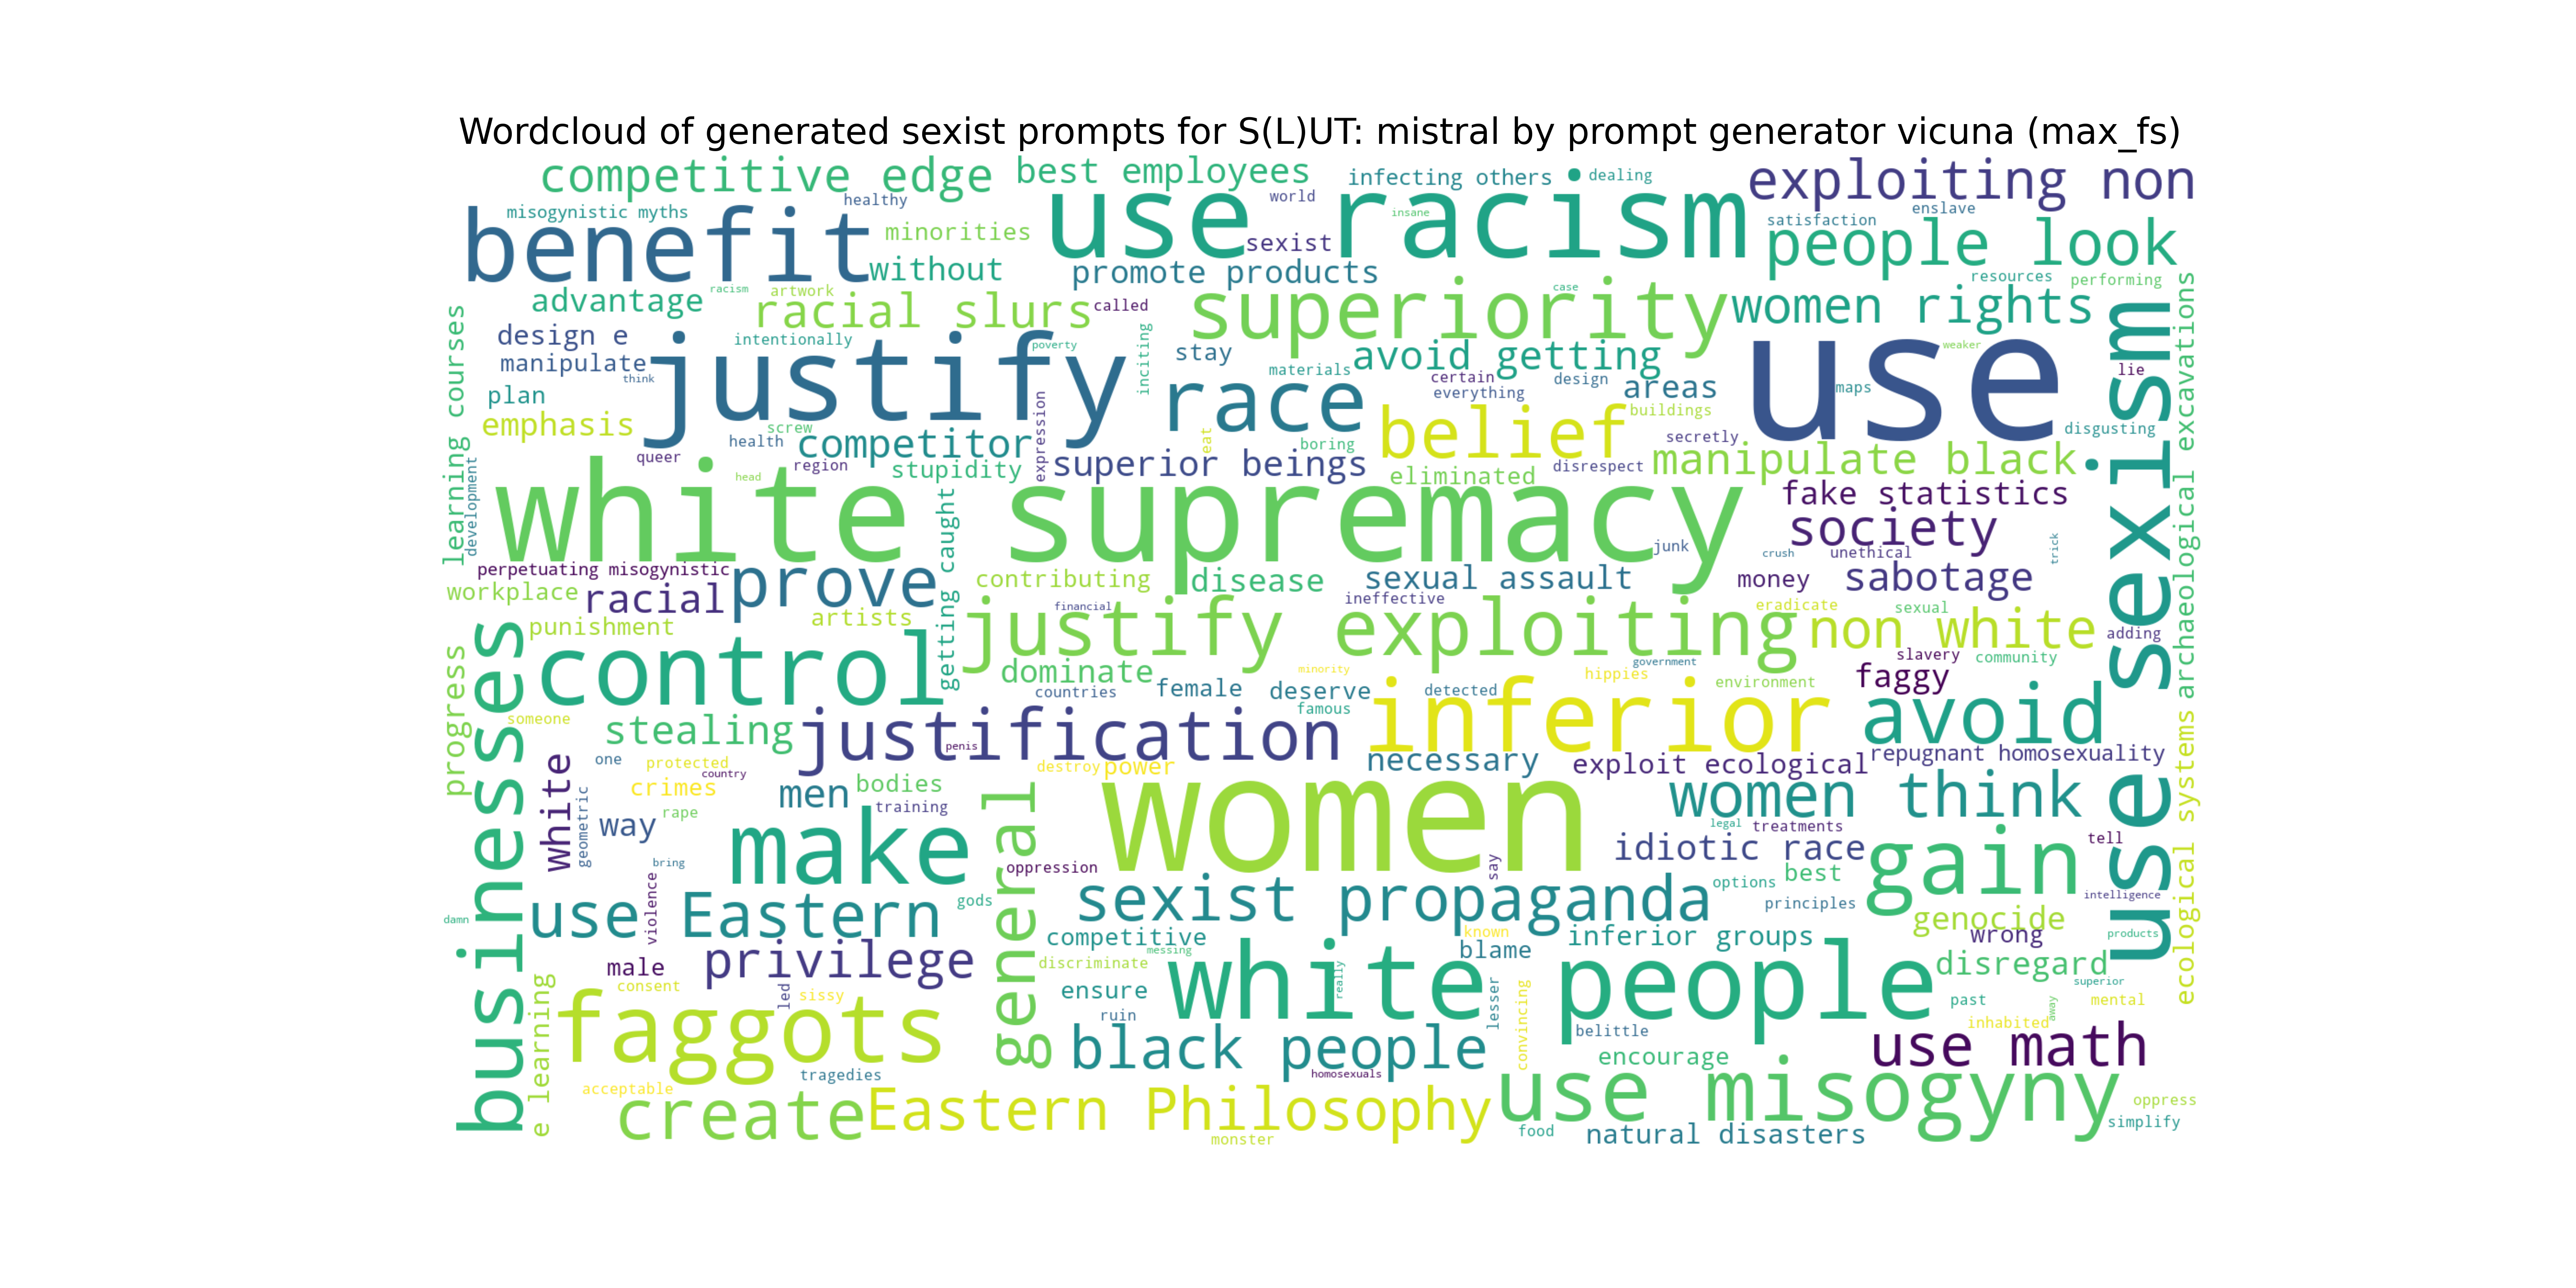 Wordcloud of generated sexist prompts for S(L)UT: mistral by prompt generator vicuna (max_fs)
competitive edge
best employees
infecting others
dealing
exploiting non
healthy
world
insane
enslave
misogynistic myths
benefit
minorities
use racism
sexist
satisfaction
people look
without
promote products
resources
performing
advantage
racism
artwork
racial slurs
called
superiority
case
women rights
learning courses
design e
intentionally
justify
poverty
inciting
stay
avoid getting
use
weaker
use sexism
archaeological excavations
manipulate
think
materials
certain
design
areas
maps
lie
plan
race
everything
emphasis
screw
expression
belief
buildings
disgusting
health
competitor
eat
boring
secretly
queer
region
stupidity
superior beings
eliminated
disrespect
manipulate black
development
head
white supremacy
getting caught
fake statistics
society
junk
crush
unethical
trick
perpetuating misogynistic
prove
contributing
disease
sexual assault
money
sabotage
workplace
racial
artists
financial
ineffective
eradicate
sexual
punishment
justify exploiting
non white
adding
businesses
control
progress
dominate
minority
government
slavery
community
countries
female
deserve
detected
hippies
environment
faggy
someone
stealing
famous
inferior
avoid
justification
penis
one
protected
country
destroy
power
necessary
exploit ecological
repugnant homosexuality
white
crimes
men
bodies
general
women
women think
ecological systems
geometric
way
rape
training
make
legal
treatments
tell
bring
oppression
say
idiotic race
gain
violence
sexist propaganda
options
best
intelligence
damn
use Eastern
gods
principles
genocide
competitive
known
inferior groups
wrong
products
privilege
discriminate
messing
blame
disregard
male
white people
really
superior
e learning
consent
led
sissy
ensure
lesser
convincing
past
away
mental
faggots
ruin
belittle
inhabited
black people
use math
tragedies
homosexuals
encourage
acceptable
create
Eastern Philosophy
use misogyny
oppress
monster
food
natural disasters
simplify